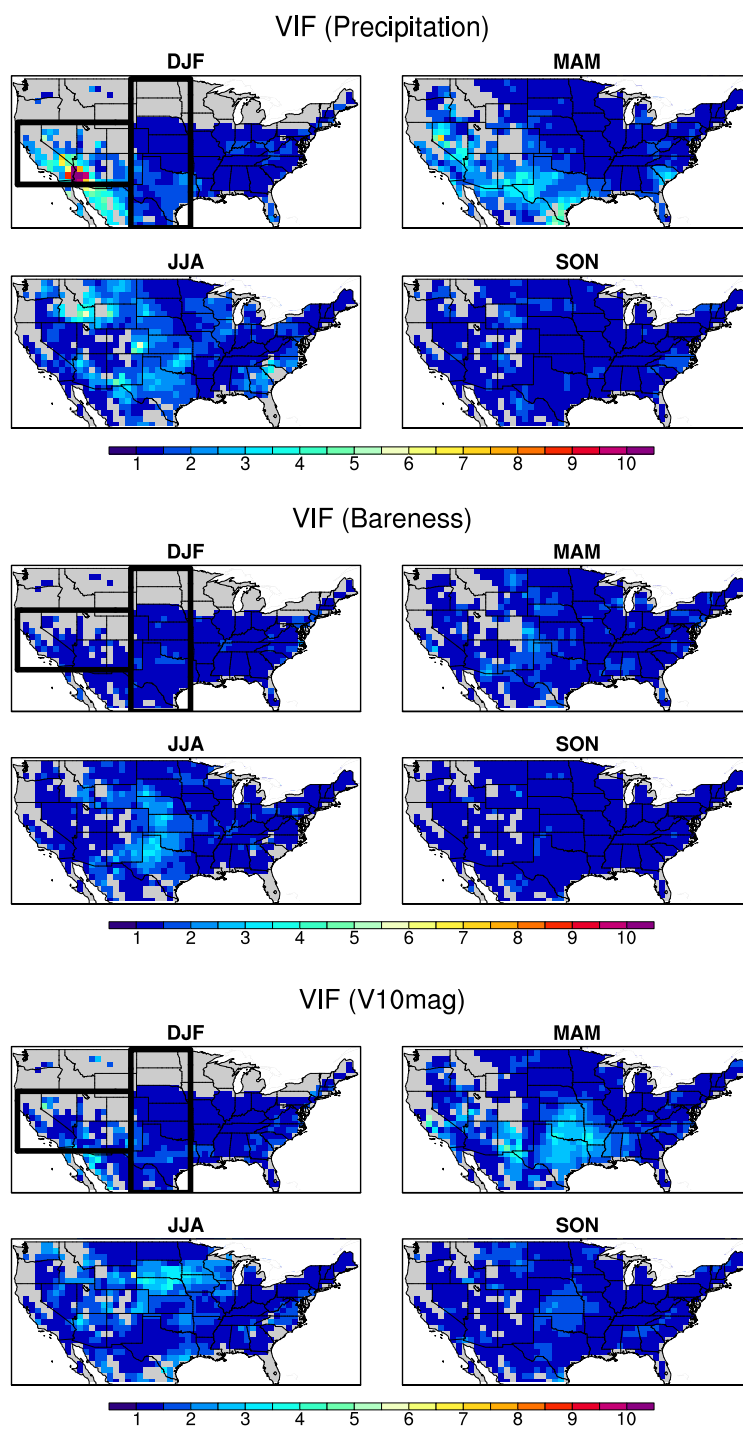 VIF (Precipitation)
DJF
MAM
JJA
SON
1 2 3 4 5 6 7 8 9 10
VIF (Bareness)
DJF
MAM
JJA
SON
1 2 3 4 5 6 7 8 9 10
VIF (V10mag)
DJF
MAM
JJA
SON
1 2 3 4 5 6 7 8 9 10